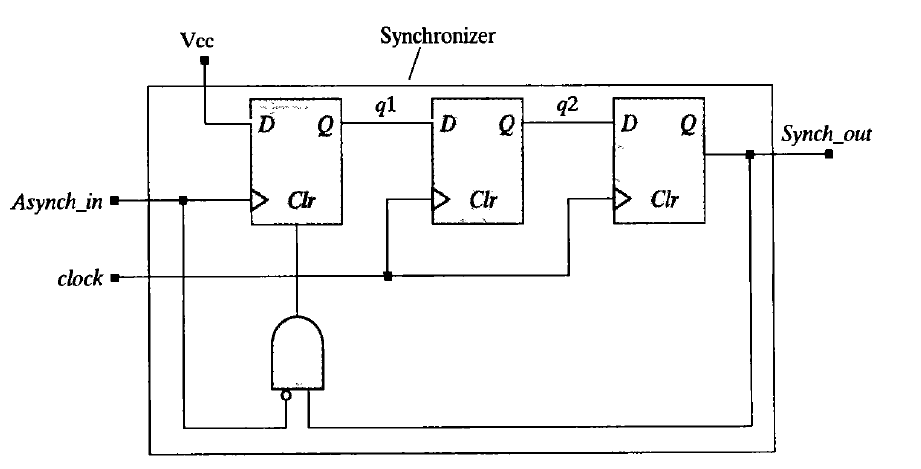 Synchronizer
Vcc
q1
q2
D Q D Q D Q
Synch_out
Asynch_in
Clr Clr Clr
clock